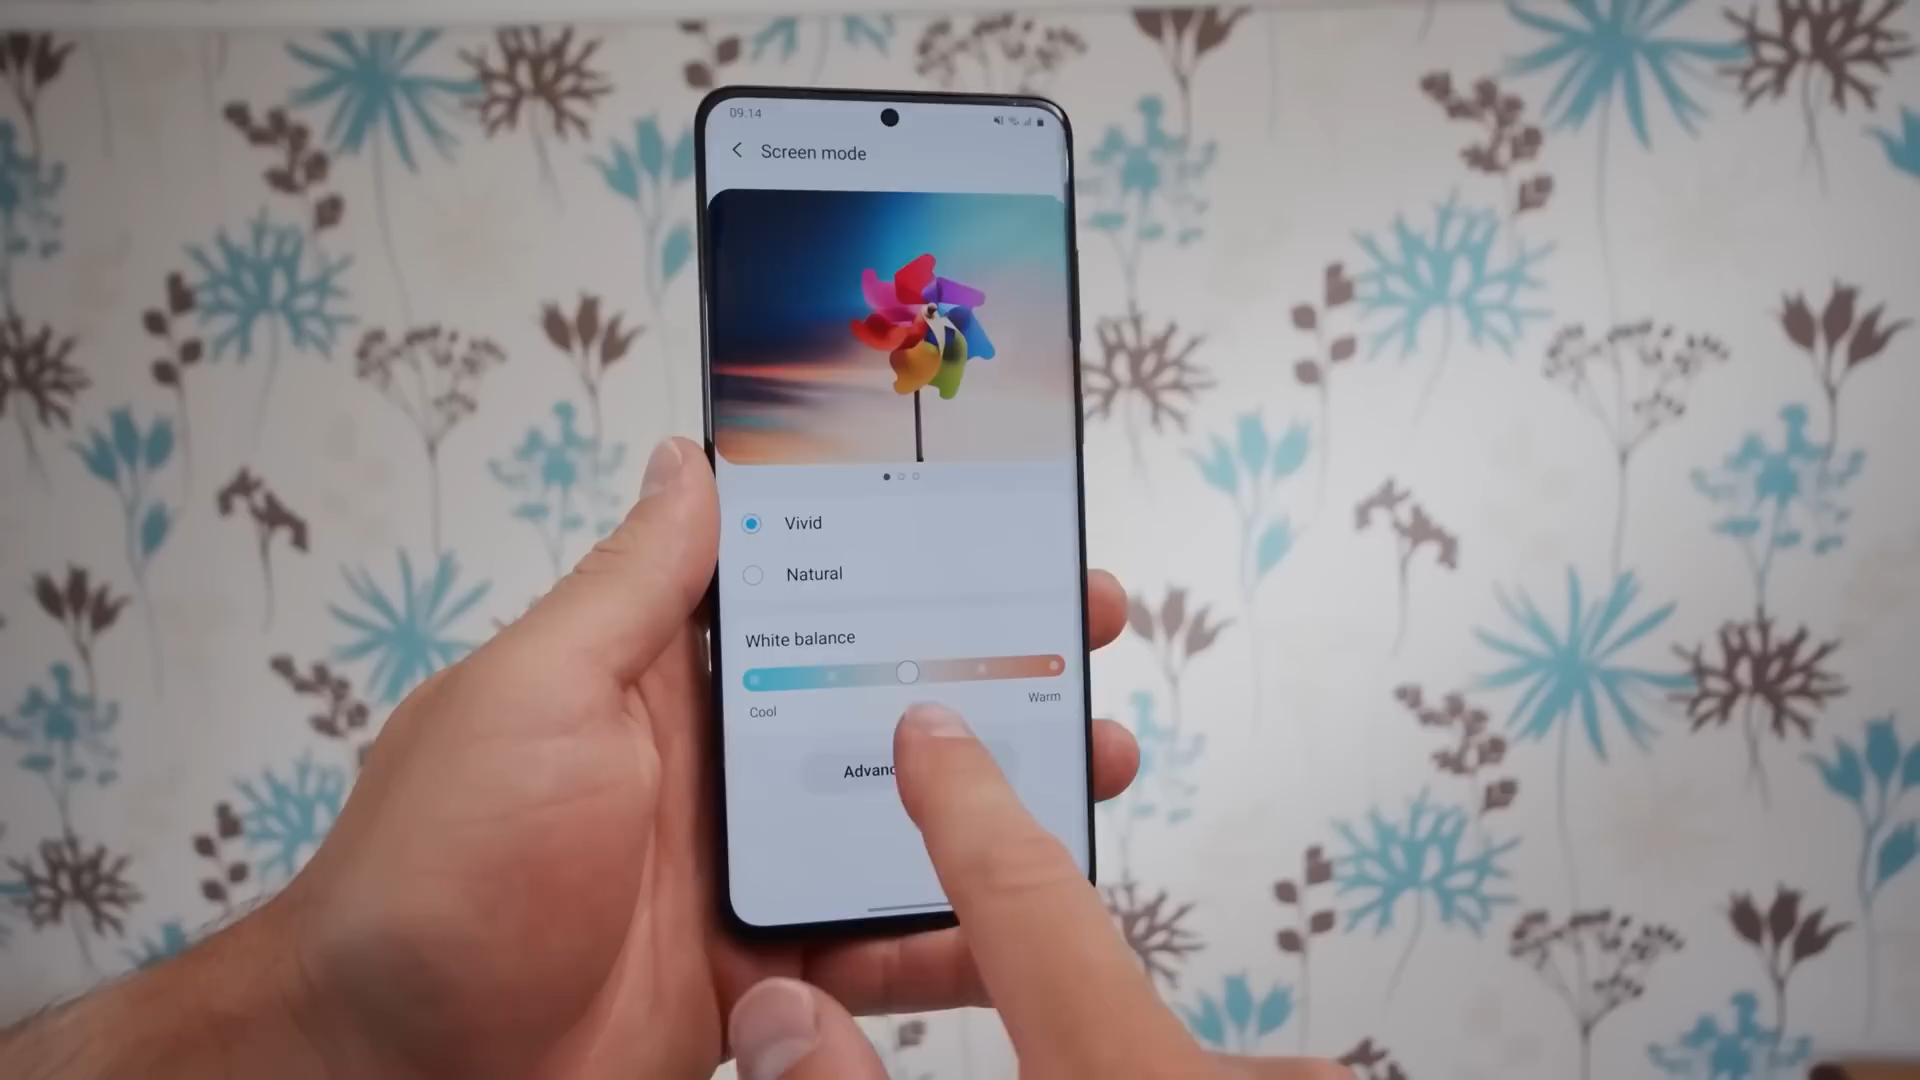 09.14
Screen mode
Vivid
Natural
White balance
Cool
Warm
Advanc